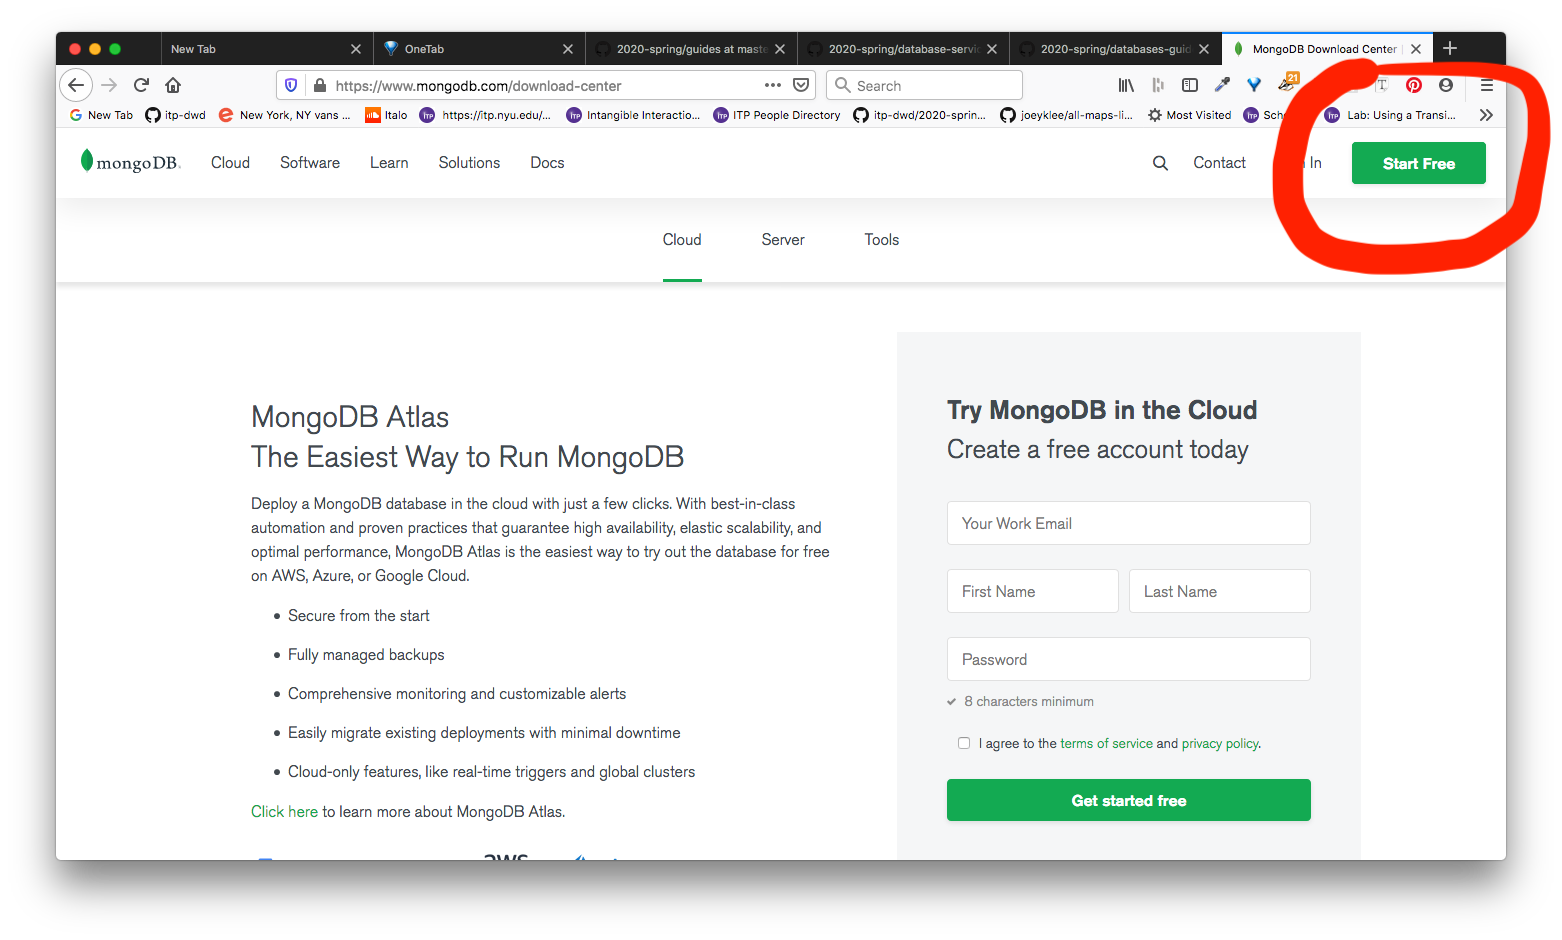 New Tab
OneTab
2020-spring/guides at maste
2020-spring/database-servic
2020-spring/databases-guid
MongoDB Download Center
https://www.mongodb.com/download-center
Search
21
T
New Tab
itp-dwd
New York, NY vans ...
Italo
https://itp.nyu.edu/...
Intangible Interactio...
ITP People Directory
itp-dwd/2020-sprin...
joeyklee/all-maps-li...
Most Visited
Lab: Using a Transi...
mongoDB.
Cloud
Software
Learn
Solutions
Docs
Contact
In
Start Free
Cloud
Server
Tools
MongoDB Atlas
The Easiest Way to Run MongoDB
Deploy a MongoDB database in the cloud with just a few clicks. With best-in-class
automation and proven practices that guarantee high availability, elastic scalability, and
optimal performance, MongoDB Atlas is the easiest way to try out the database for free
on AWS, Azure, or Google Cloud.
• Secure from the start
• Fully managed backups
• Comprehensive monitoring and customizable alerts
• Easily migrate existing deployments with minimal downtime
• Cloud-only features, like real-time triggers and global clusters
Click here to learn more about MongoDB Atlas.
aws
Try MongoDB in the Cloud
Create a free account today
Your Work Email
First Name
Last Name
Password
8 characters minimum
I agree to the terms of service and privacy policy.
Get started free